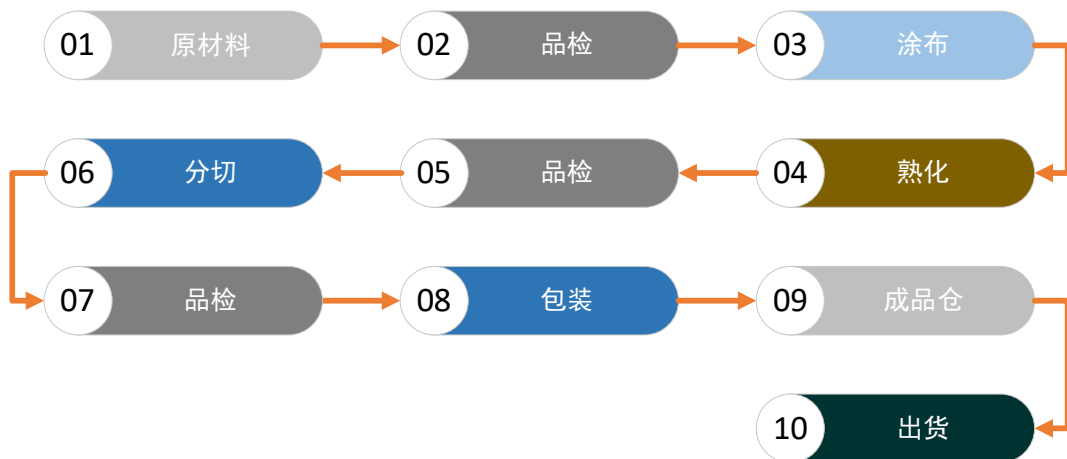 01 原材料
02 品检
03 涂布
04 熟化
05 品检
06 分切
07 品检
08 包装
09 成品仓
10 出货